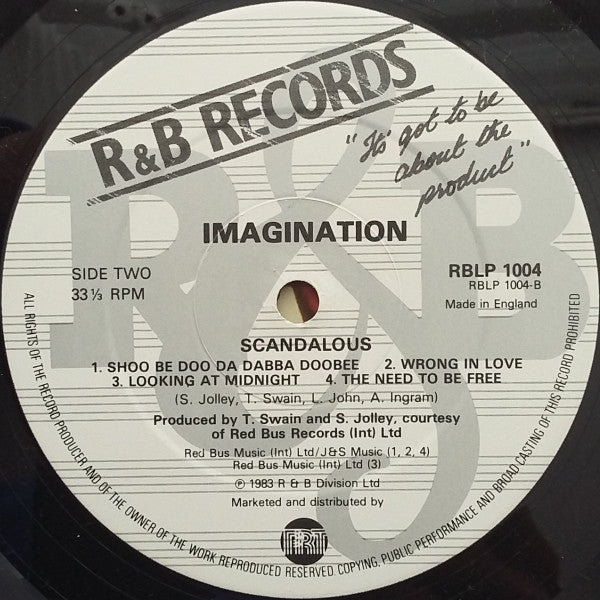 R&B RECORDS
"Its' got to be
about the
product"
R&B
IMAGINATION
SIDE TWO
33⅓ RPM
RBLP 1004
RBLP 1004-B
Made in England
SCANDALOUS
1. SHOO BE DOO DA DABBA DOOBEE 2. WRONG IN LOVE
3. LOOKING AT MIDNIGHT 4. THE NEED TO BE FREE
(S. Jolley, T. Swain, L. John, A. Ingram)
Produced by T. Swain and S. Jolley, courtesy
of Red Bus Records (Int) Ltd
Red Bus Music (Int) Ltd/J&S Music (1, 2, 4)
Red Bus Music (Int) Ltd (3)
℗ 1983 R & B Division Ltd
Marketed and distributed by
PRT
ALL RIGHTS OF THE RECORD PRODUCER AND OF THE OWNER OF THE WORK REPRODUCED RESERVED COPYING, PUBLIC PERFORMANCE AND BROADCASTING OF THIS RECORD PROHIBITED